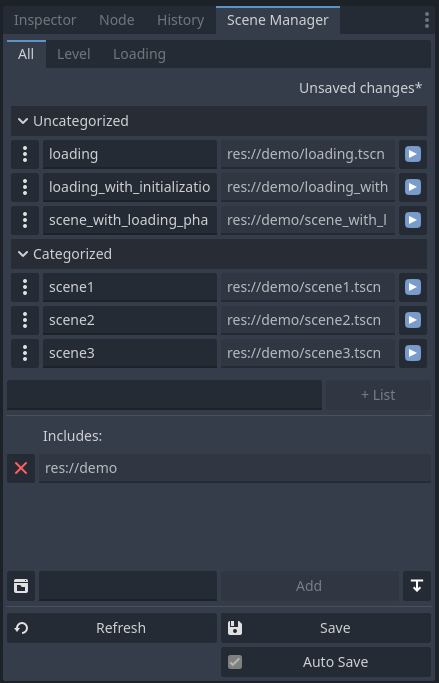 Inspector Node History Scene Manager
All Level Loading
Unsaved changes*
Uncategorized
loading res://demo/loading.tscn
loading_with_initializatio res://demo/loading_with
scene_with_loading_pha res://demo/scene_with_l
Categorized
scene1 res://demo/scene1.tscn
scene2 res://demo/scene2.tscn
scene3 res://demo/scene3.tscn
+ List
Includes:
res://demo
Add
Refresh Save
Auto Save